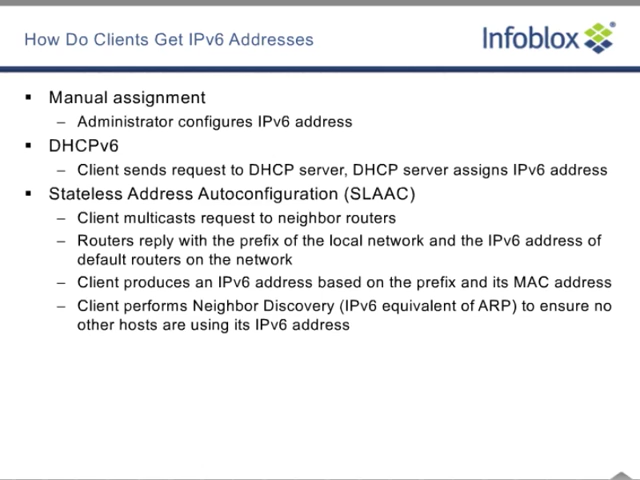 How Do Clients Get IPv6 Addresses
Infoblox
▪ Manual assignment
– Administrator configures IPv6 address
▪ DHCPv6
– Client sends request to DHCP server, DHCP server assigns IPv6 address
▪ Stateless Address Autoconfiguration (SLAAC)
– Client multicasts request to neighbor routers
– Routers reply with the prefix of the local network and the IPv6 address of
default routers on the network
– Client produces an IPv6 address based on the prefix and its MAC address
– Client performs Neighbor Discovery (IPv6 equivalent of ARP) to ensure no
other hosts are using its IPv6 address